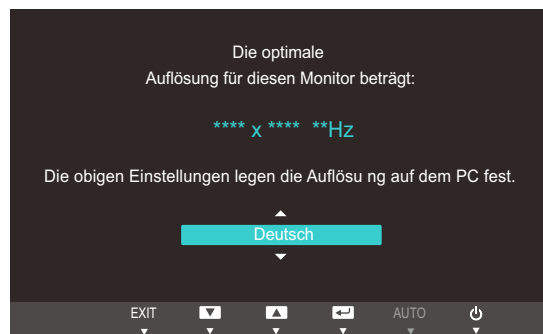 Die optimale
Auflösung für diesen Monitor beträgt:
**** x **** **Hz
Die obigen Einstellungen legen die Auflösu ng auf dem PC fest.
Deutsch
EXIT AUTO